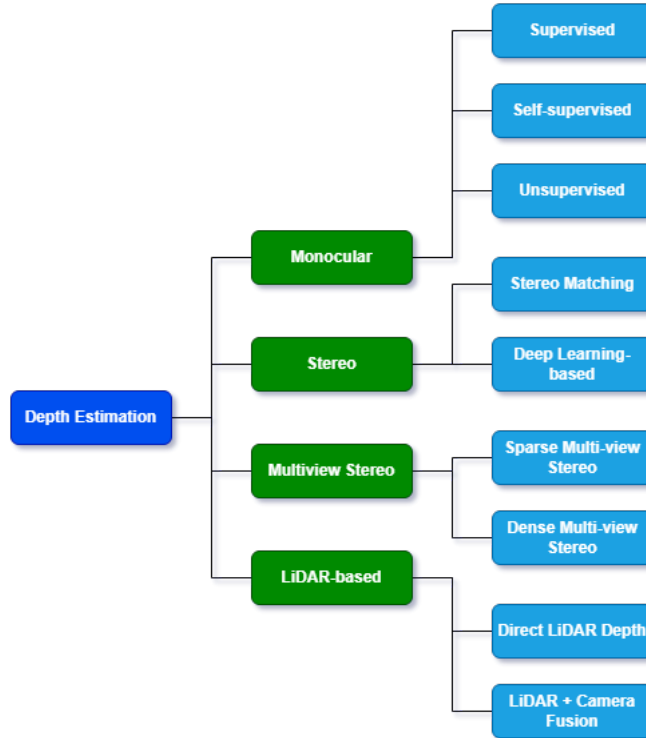 Depth Estimation
Monocular
Supervised
Self-supervised
Unsupervised
Stereo
Stereo Matching
Deep Learning-
based
Multiview Stereo
Sparse Multi-view
Stereo
Dense Multi-view
Stereo
LiDAR-based
Direct LiDAR Depth
LiDAR + Camera
Fusion